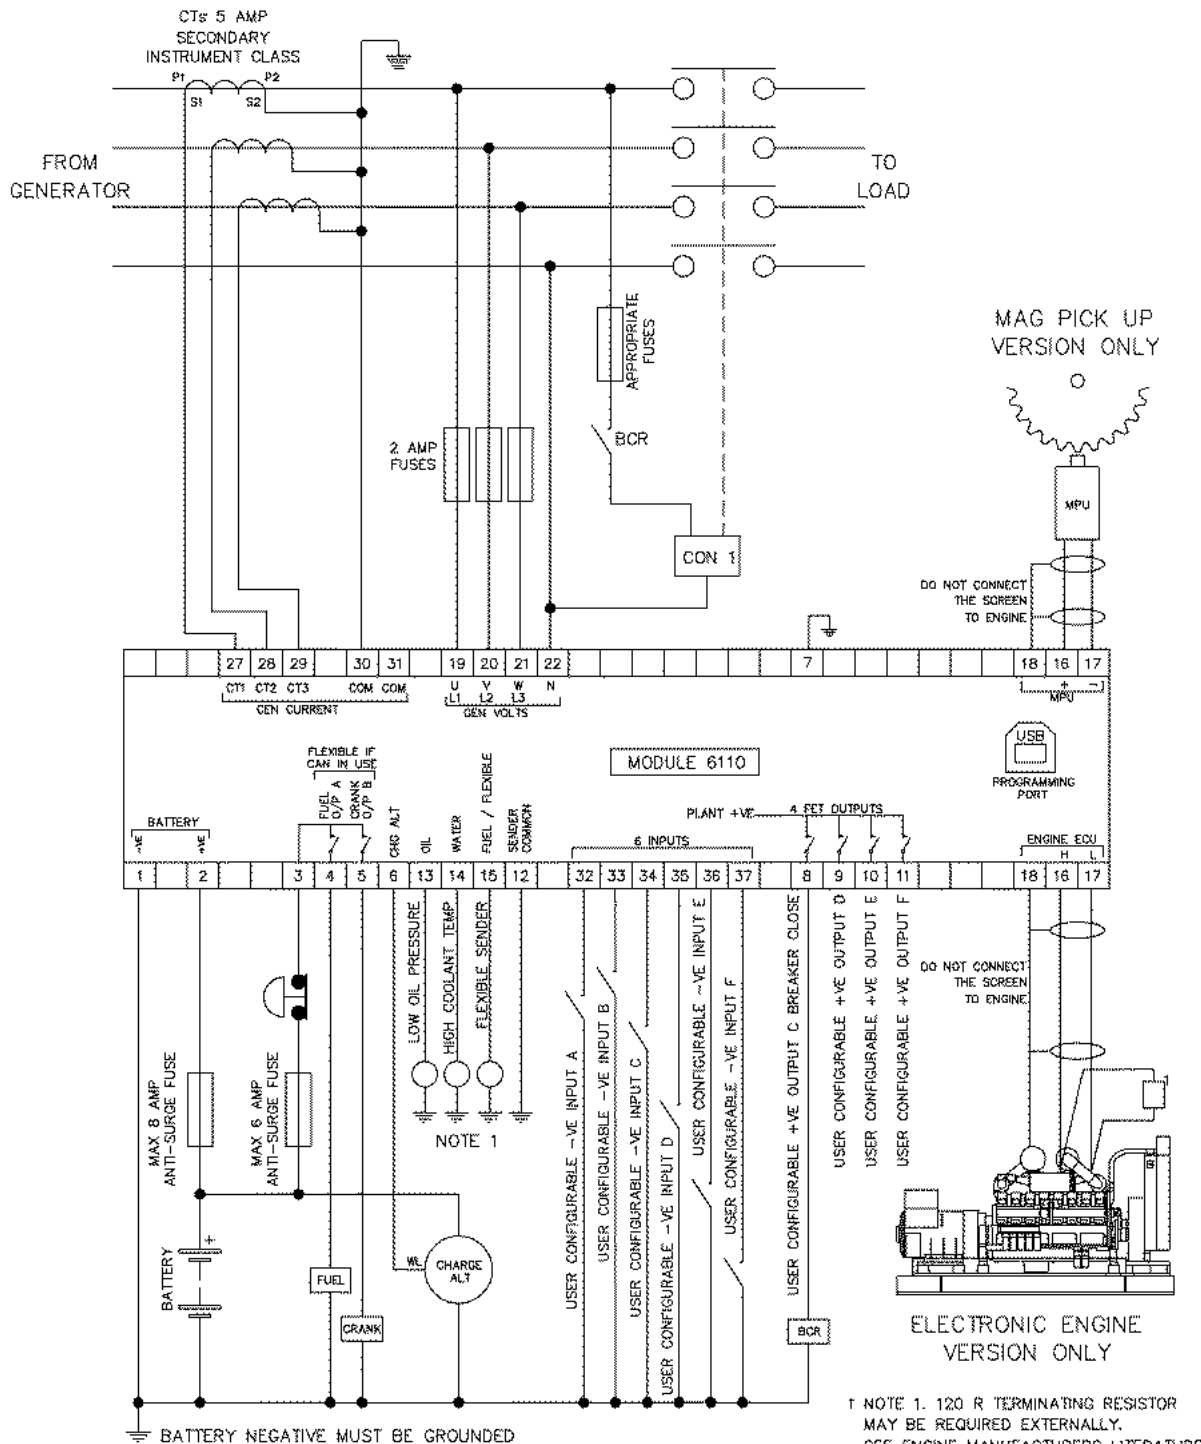 CTs 5 AMP
SECONDARY
INSTRUMENT CLASS
P1 P2
S1 S2
FROM
GENERATOR
TO
LOAD
APPROPRIATE
FUSES
MAG PICK UP
VERSION ONLY
2 AMP
FUSES
BCR
MPU
CON 1
DO NOT CONNECT
THE SCREEN
TO ENGINE
27 28 29 30 31 19 20 21 22 7 18 16 17
CT1 CT2 CT3 COM COM U V W N + -
L1 L2 L3
GEN CURRENT
GEN VOLTS
MPU
FLEXIBLE IF
CAN IN USE
MODULE 6110
USB
PROGRAMMING
PORT
BATTERY
-VE
+VE
FUEL
O/P A
CRANK
O/P B
CHG ALT
OIL
WATER
FUEL / FLEXIBLE
SENDER
COMMON
6 INPUTS
PLANT +VE
4 FET OUTPUTS
ENGINE ECU
H L
1 2 3 4 5 6 13 14 15 12 32 33 34 35 36 37 8 9 10 11 18 16 17
LOW OIL PRESSURE
HIGH COOLANT TEMP
FLEXIBLE SENDER
NOTE 1
MAX 8 AMP
ANTI-SURGE FUSE
MAX 6 AMP
ANTI-SURGE FUSE
USER CONFIGURABLE -VE INPUT A
USER CONFIGURABLE -VE INPUT B
USER CONFIGURABLE -VE INPUT C
USER CONFIGURABLE -VE INPUT D
USER CONFIGURABLE -VE INPUT E
USER CONFIGURABLE -VE INPUT F
USER CONFIGURABLE +VE OUTPUT C BREAKER CLOSE
USER CONFIGURABLE +VE OUTPUT D
USER CONFIGURABLE +VE OUTPUT E
USER CONFIGURABLE +VE OUTPUT F
DO NOT CONNECT
THE SCREEN
TO ENGINE
+
BATTERY
FUEL
CRANK
WL
CHARGE
ALT
BCR
ELECTRONIC ENGINE
VERSION ONLY
† NOTE 1. 120 R TERMINATING RESISTOR
MAY BE REQUIRED EXTERNALLY.
SEE ENGINE MANUFACTURERS LITERATURE
BATTERY NEGATIVE MUST BE GROUNDED